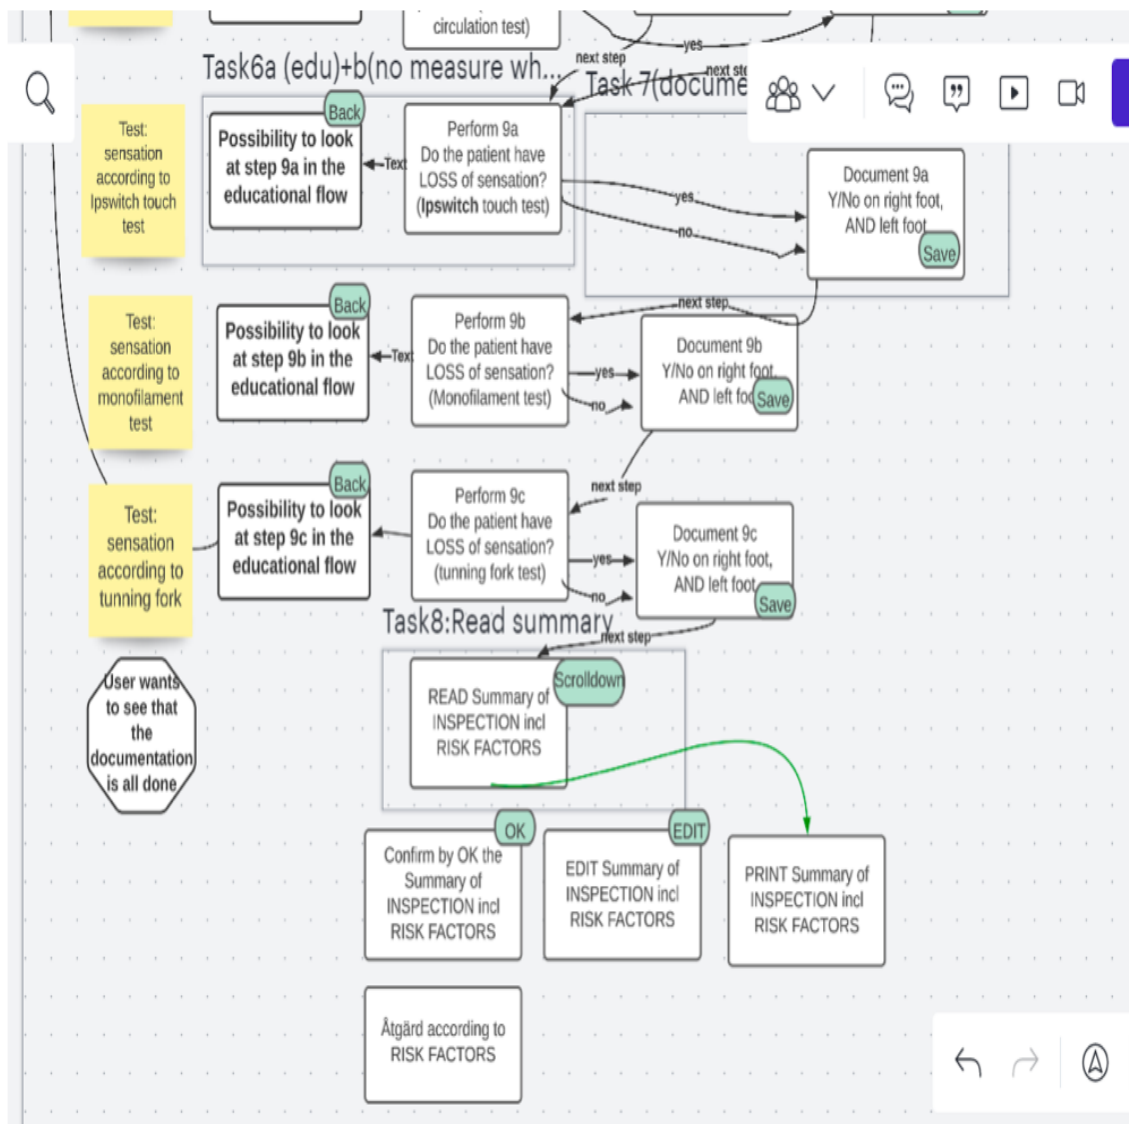 circulation test)
yes
next step
Task6a (edu)+b(no measure wh...
Task 7(docume
Test:
sensation
according to
Ipswitch touch
test
Back
Possibility to look
at step 9a in the
educational flow
Text
Perform 9a
Do the patient have
LOSS of sensation?
(Ipswitch touch test)
yes
no
Document 9a
Y/No on right foot,
AND left foot
Save
next step
Test:
sensation
according to
monofilament
test
Back
Possibility to look
at step 9b in the
educational flow
Text
Perform 9b
Do the patient have
LOSS of sensation?
(Monofilament test)
yes
no
Document 9b
Y/No on right foot,
AND left foo
Save
next step
Test:
sensation
according to
tunning fork
Back
Possibility to look
at step 9c in the
educational flow
Perform 9c
Do the patient have
LOSS of sensation?
(tunning fork test)
yes
no
Document 9c
Y/No on right foot,
AND left foot
Save
Task8:Read summary
next step
User wants
to see that
the
documentation
is all done
READ Summary of
INSPECTION incl
RISK FACTORS
Scrolldown
OK
Confirm by OK the
Summary of
INSPECTION incl
RISK FACTORS
EDIT
EDIT Summary of
INSPECTION incl
RISK FACTORS
PRINT Summary of
INSPECTION incl
RISK FACTORS
Åtgärd according to
RISK FACTORS